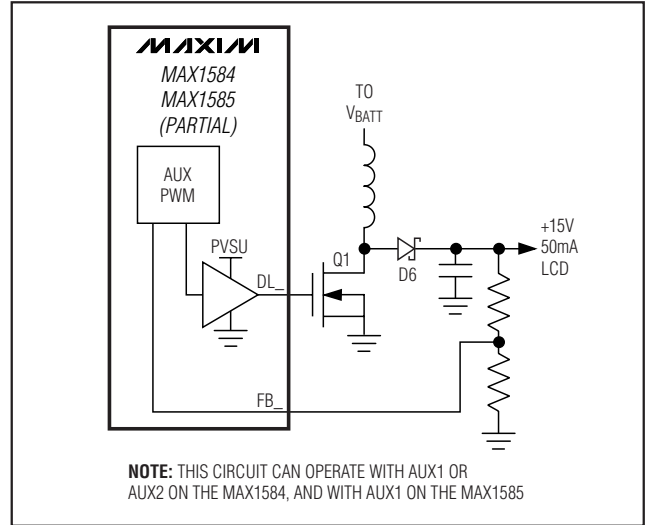 MAXIM
MAX1584
MAX1585
(PARTIAL)
TO
VBATT
AUX
PWM
PVSU
DL_
Q1
D6
+15V
50mA
LCD
FB_
NOTE: THIS CIRCUIT CAN OPERATE WITH AUX1 OR
AUX2 ON THE MAX1584, AND WITH AUX1 ON THE MAX1585